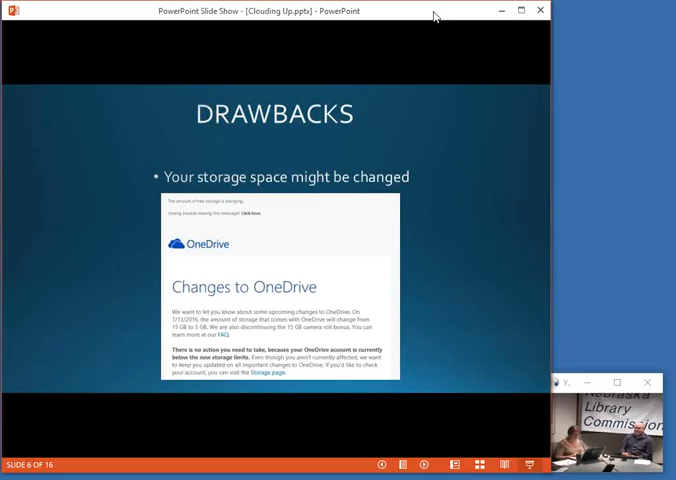 PowerPoint Slide Show - [Clouding Up.pptx] - PowerPoint
DRAWBACKS
• Your storage space might be changed
The amount of free storage is changing.
Having trouble viewing this message? Click here.
OneDrive
Changes to OneDrive
We want to let you know about some upcoming changes to OneDrive. On
7/13/2016, the amount of storage that comes with OneDrive will change from
15 GB to 5 GB. We are also discontinuing the 15 GB camera roll bonus. You can
learn more at our FAQ.
There is no action you need to take, because your OneDrive account is currently
below the new storage limits. Even though you aren't currently affected, we want
to keep you updated on all important changes to OneDrive. If you'd like to check
your account, you can visit the Storage page.
Y...
Nebraska
Library
Commission
SLIDE 6 OF 16